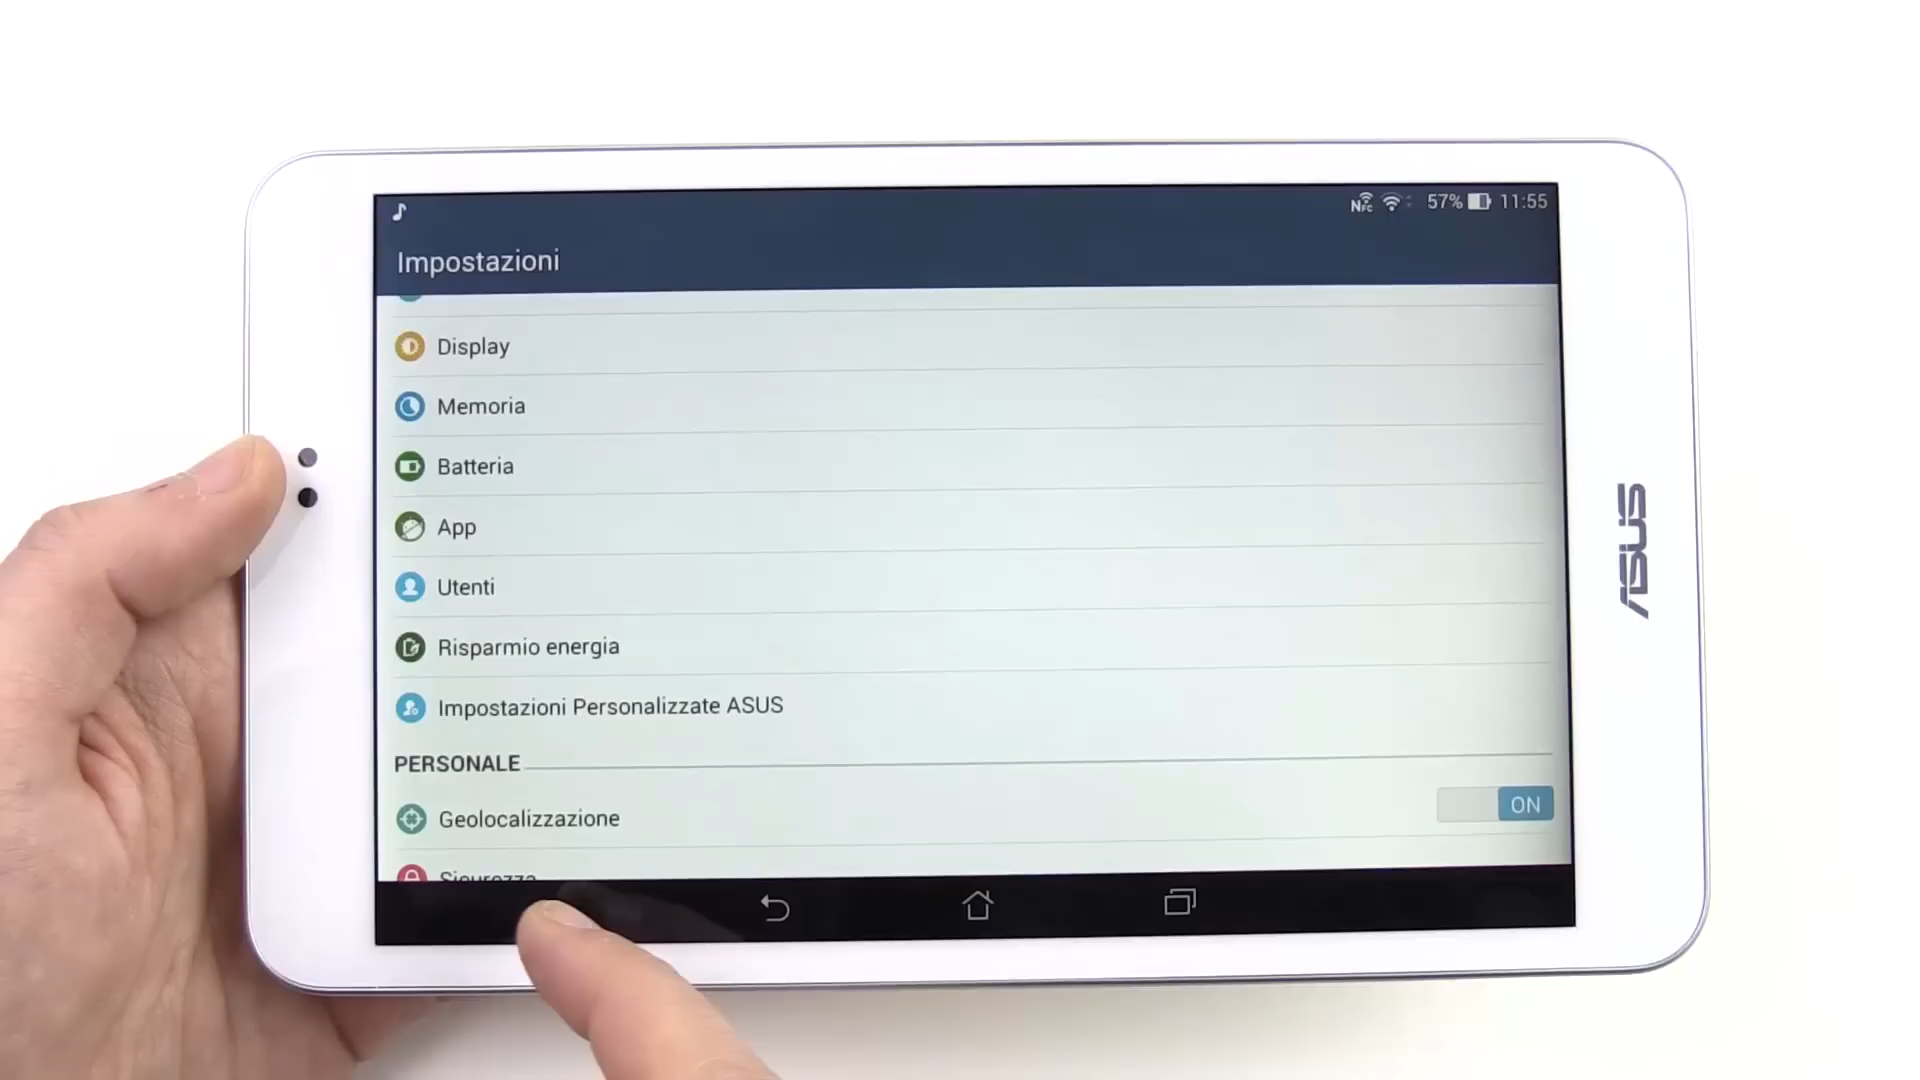 NFC 57% 11:55
Impostazioni
Display
Memoria
Batteria
App
Utenti
Risparmio energia
Impostazioni Personalizzate ASUS
PERSONALE
Geolocalizzazione ON
Sicurezza
ASUS